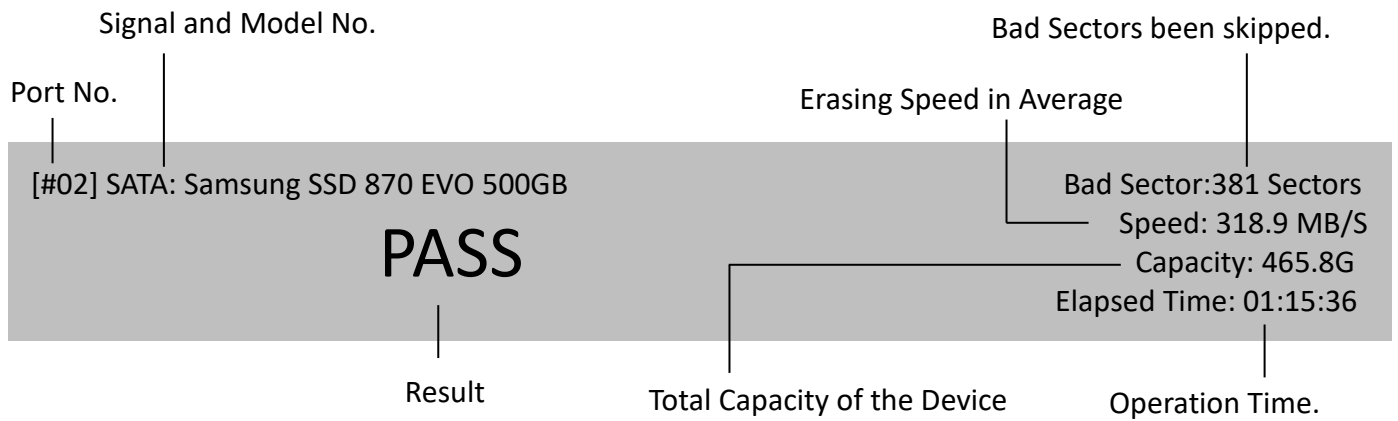 Signal and Model No.
Bad Sectors been skipped.
Port No.
Erasing Speed in Average
[#02] SATA: Samsung SSD 870 EVO 500GB
Bad Sector:381 Sectors
Speed: 318.9 MB/S
PASS
Capacity: 465.8G
Elapsed Time: 01:15:36
Result
Total Capacity of the Device
Operation Time.